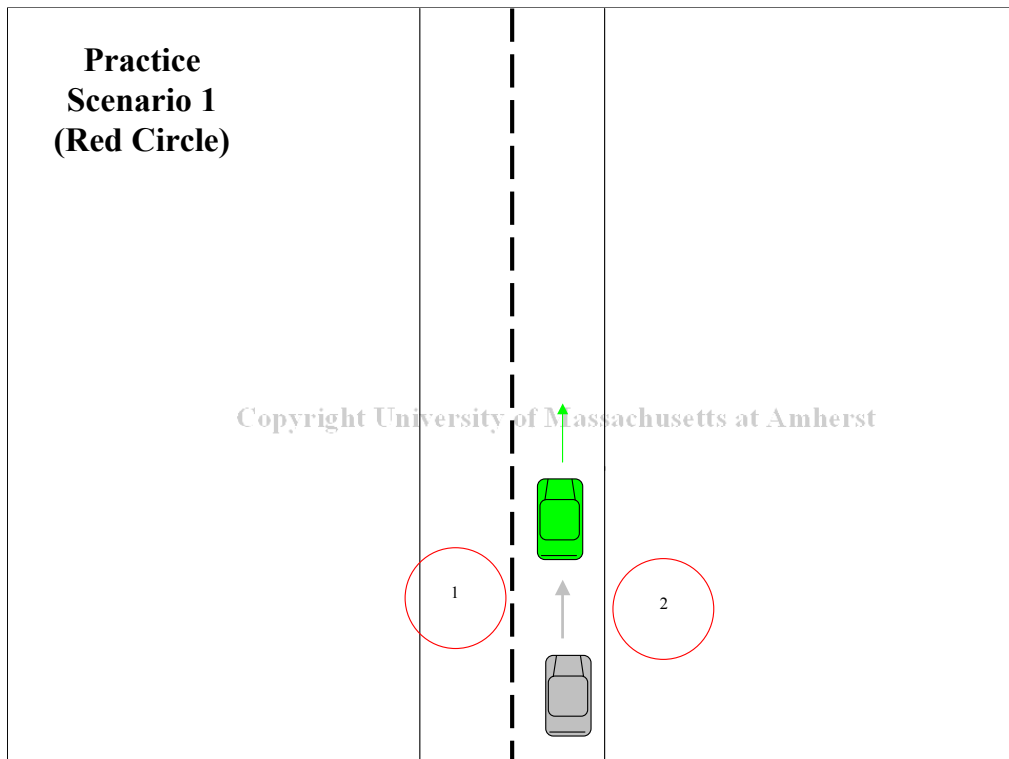 Practice
Scenario 1
(Red Circle)
Copyright University of Massachusetts at Amherst
1
2